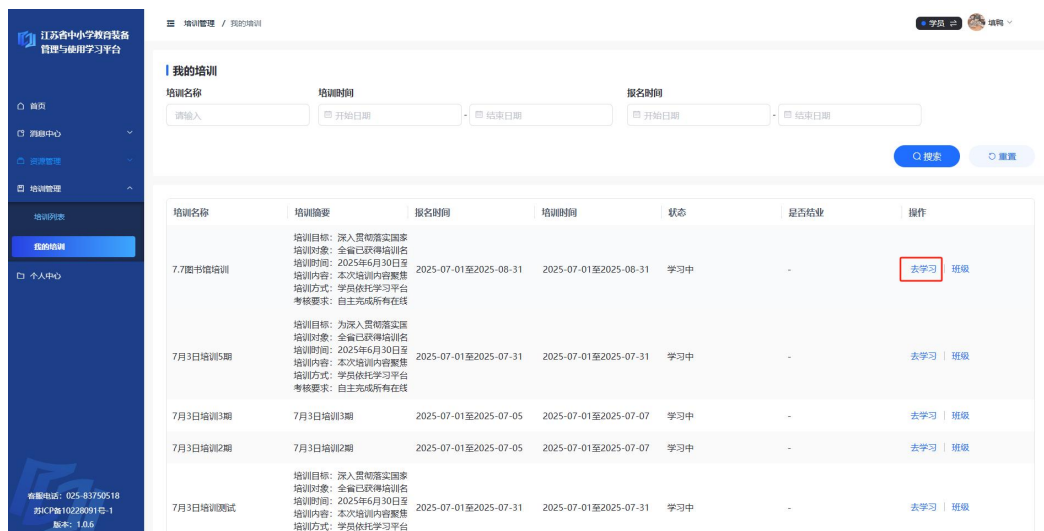 江苏省中小学教育装备
管理与使用学习平台
培训管理 / 我的培训
学员
填鸭
首页
消息中心
资源管理
培训管理
培训列表
我的培训
个人中心
客服电话: 025-83750518
苏ICP备10228091号-1
版本: 1.0.6
我的培训
培训名称 培训时间 报名时间
请输入 开始日期 - 结束日期 开始日期 - 结束日期
搜索 重置
培训名称 培训摘要 报名时间 培训时间 状态 是否结业 操作
培训目标: 深入贯彻落实国家
培训对象: 全省已获得培训名
培训时间: 2025年6月30日至
7.7图书馆培训 培训内容: 本次培训内容聚焦 2025-07-01至2025-08-31 2025-07-01至2025-08-31 学习中 - 去学习 班级
培训方式: 学员依托学习平台
考核要求: 自主完成所有在线
培训目标: 为深入贯彻落实国
培训对象: 全省已获得培训名
培训时间: 2025年6月30日至
7月3日培训5期 培训内容: 本次培训内容聚焦 2025-07-01至2025-07-31 2025-07-01至2025-07-31 学习中 - 去学习 班级
培训方式: 学员依托学习平台
考核要求: 自主完成所有在线
7月3日培训3期 7月3日培训3期 2025-07-01至2025-07-05 2025-07-01至2025-07-07 学习中 - 去学习 班级
7月3日培训2期 7月3日培训2期 2025-07-01至2025-07-05 2025-07-01至2025-07-07 学习中 - 去学习 班级
培训目标: 深入贯彻落实国家
培训对象: 全省已获得培训名
培训时间: 2025年6月30日至
7月3日培训测试 培训内容: 本次培训内容聚焦 2025-07-01至2025-07-31 2025-07-01至2025-07-31 学习中 - 去学习 班级
培训方式: 学员依托学习平台